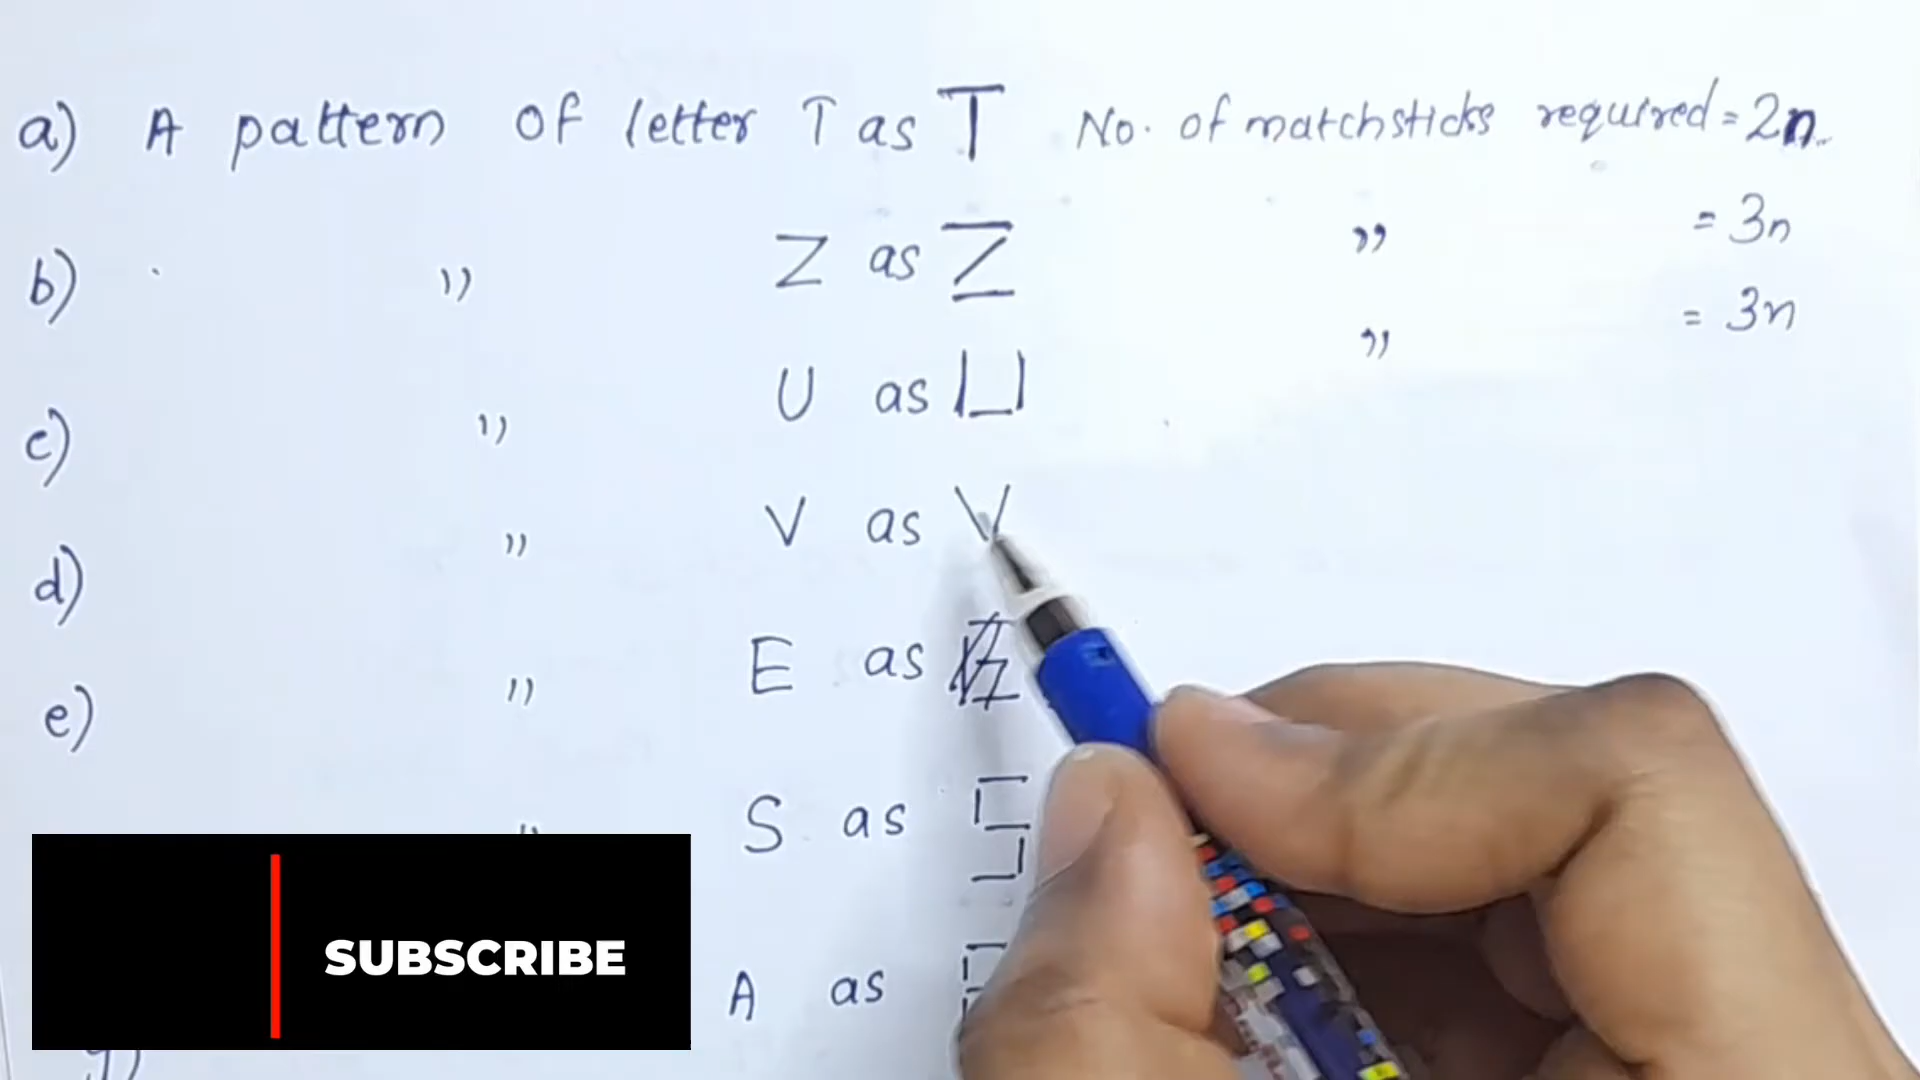 a) A pattern of letter T as T No. of matchsticks required = 2n
b) " Z as Z " = 3n
c) " U as U " = 3n
d) " V as V
e) " E as
S as S
SUBSCRIBE
A as
g)